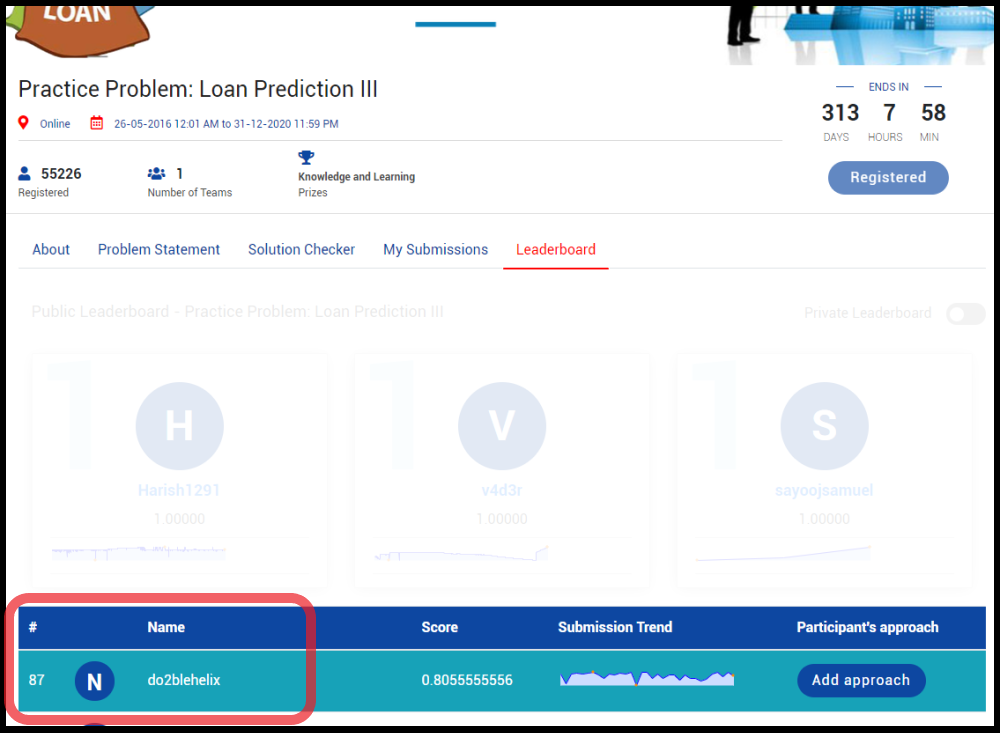 LOAN
Practice Problem: Loan Prediction III
Online 26-05-2016 12:01 AM to 31-12-2020 11:59 PM
ENDS IN
313 7 58
DAYS HOURS MIN
Registered
55226
Registered
1
Number of Teams
Knowledge and Learning
Prizes
About Problem Statement Solution Checker My Submissions Leaderboard
Public Leaderboard - Practice Problem: Loan Prediction III Private Leaderboard
1 1 1
H V S
Harish1291 v4d3r sayoojsamuel
1.00000 1.00000 1.00000
# Name Score Submission Trend Participant's approach
87 N do2blehelix 0.8055555556 Add approach